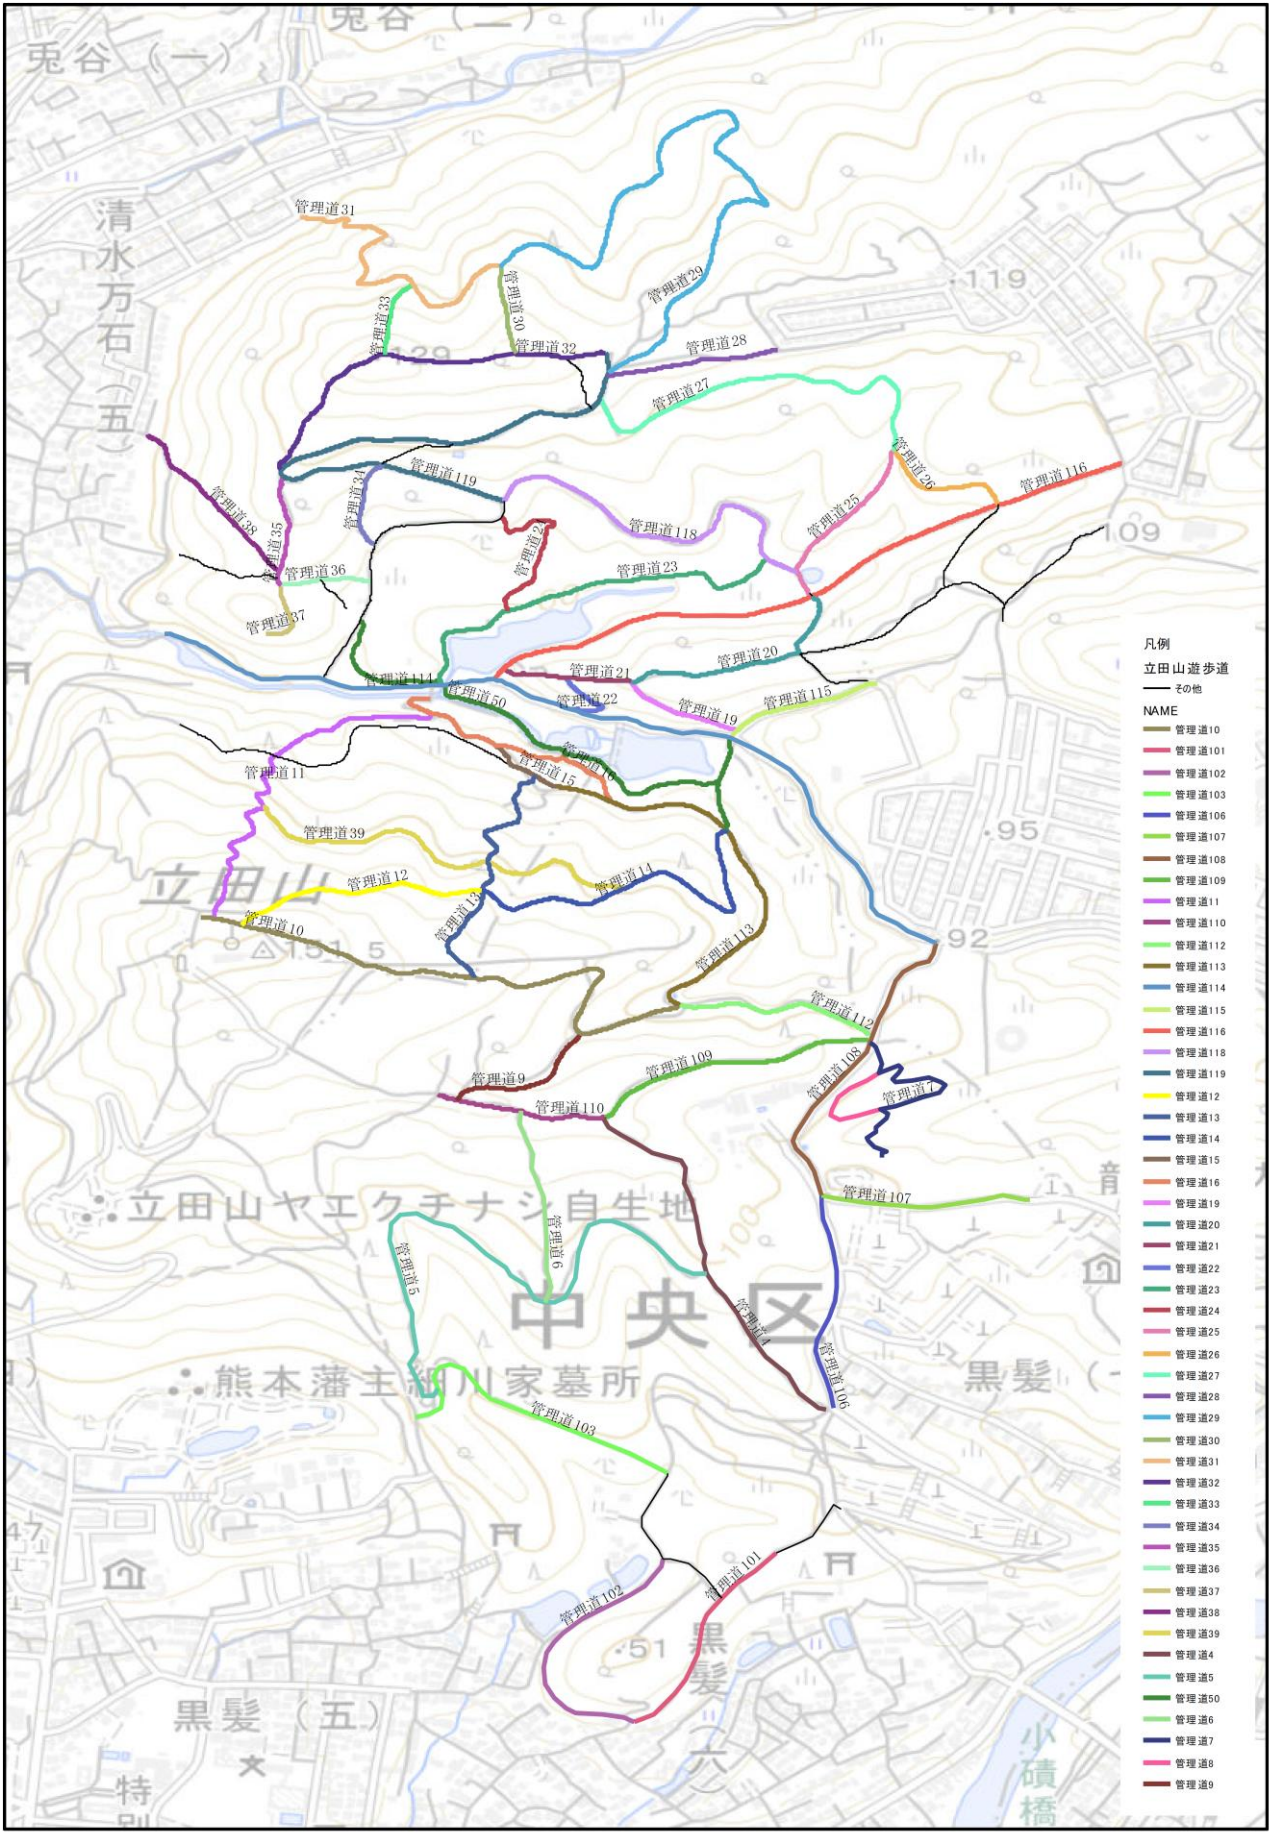 兎谷（二）
兎谷（一）
清水万石（五）
管理道31
管理道29
119
管理道33
管理道30
129
管理道32
管理道28
管理道27
管理道26
管理道116
管理道119
管理道34
管理道25
管理道38
管理道35
管理道118
109
管理道2
管理道36
管理道23
管理道37
管理道20
管理道21
管理道114
管理道50
管理道22
管理道19
管理道115
管理道11
管理道16
管理道15
95
管理道39
立田山
管理道12
管理道14
管理道13
管理道10
151.5
管理道113
92
管理道112
管理道108
管理道109
管理道9
管理道7
管理道110
管理道107
立田山ヤエクチナシ自生地
龍
100
管理道6
管理道5
中央区
管理道4
熊本藩主細川家墓所
管理道106
黒髪（
管理道103
47
管理道101
管理道102
51
黒髪（六）
黒髪（五）
小磧橋
特別
凡例
立田山遊歩道
その他
NAME
管理道10
管理道101
管理道102
管理道103
管理道106
管理道107
管理道108
管理道109
管理道11
管理道110
管理道112
管理道113
管理道114
管理道115
管理道116
管理道118
管理道119
管理道12
管理道13
管理道14
管理道15
管理道16
管理道19
管理道20
管理道21
管理道22
管理道23
管理道24
管理道25
管理道26
管理道27
管理道28
管理道29
管理道30
管理道31
管理道32
管理道33
管理道34
管理道35
管理道36
管理道37
管理道38
管理道39
管理道4
管理道5
管理道50
管理道6
管理道7
管理道8
管理道9